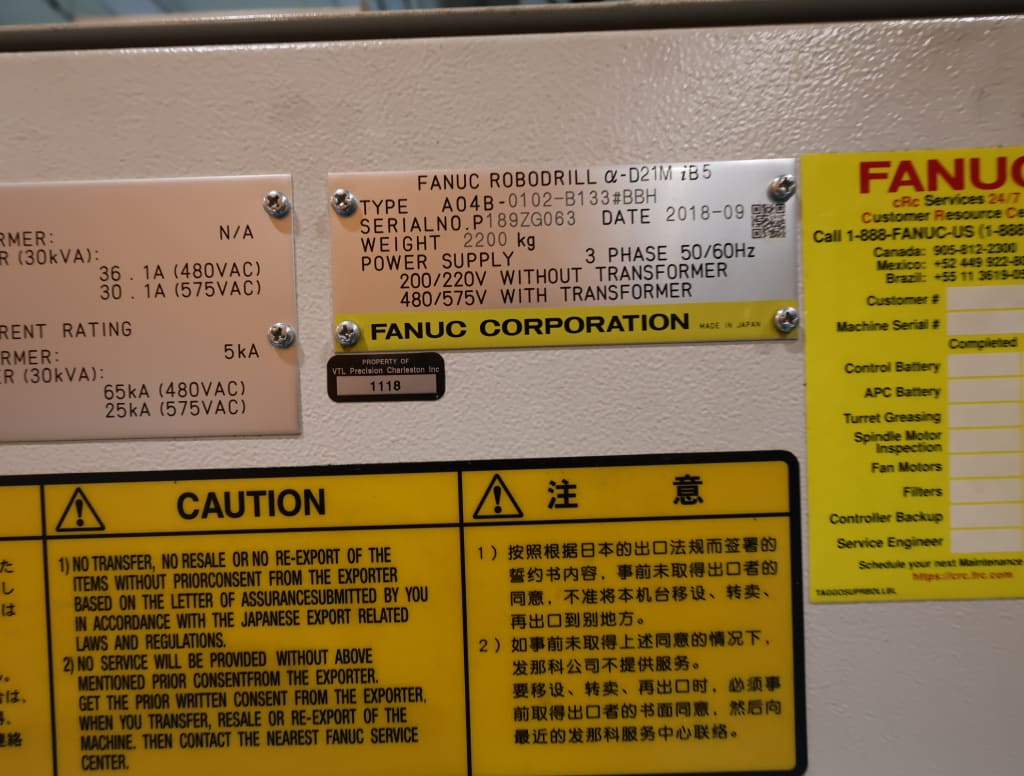 RMER: N/A
R (30kVA):
36.1A (480VAC)
30.1A (575VAC)
RENT RATING
RMER: 5kA
R (30kVA):
65kA (480VAC)
25kA (575VAC)
FANUC ROBODRILL α-D21M iB5
TYPE A04B-0102-B133#BBH
SERIALNO.P189ZG063 DATE 2018-09
WEIGHT 2200 kg
POWER SUPPLY 3 PHASE 50/60Hz
200/220V WITHOUT TRANSFORMER
480/575V WITH TRANSFORMER
FANUC CORPORATION MADE IN JAPAN
PROPERTY OF
VTL Precision Charleston Inc
1118
FANUC
cRc Services 24/7
Customer Resource Ce
Call 1-888-FANUC-US (1-888
Canada: 905-812-2300
Mexico: +52 449 922-80
Brazil: +55 11 3619-05
Customer #
Machine Serial #
Completed
Control Battery
APC Battery
Turret Greasing
Spindle Motor
Inspection
Fan Motors
Filters
Controller Backup
Service Engineer
Schedule your next Maintenance
https://crc.frc.com
TAGGOSUPRBOLLBL
た
し
は
は、
連絡
CAUTION
1) NO TRANSFER, NO RESALE OR NO RE-EXPORT OF THE
ITEMS WITHOUT PRIORCONSENT FROM THE EXPORTER
BASED ON THE LETTER OF ASSURANCESUBMITTED BY YOU
IN ACCORDANCE WITH THE JAPANESE EXPORT RELATED
LAWS AND REGULATIONS.
2) NO SERVICE WILL BE PROVIDED WITHOUT ABOVE
MENTIONED PRIOR CONSENTFROM THE EXPORTER.
GET THE PRIOR WRITTEN CONSENT FROM THE EXPORTER,
WHEN YOU TRANSFER, RESALE OR RE-EXPORT OF THE
MACHINE. THEN CONTACT THE NEAREST FANUC SERVICE
CENTER.
注 意
1）按照根据日本的出口法规而签署的
誓约书内容，事前未取得出口者的
同意，不准将本机台移设、转卖、
再出口到别地方。
2）如事前未取得上述同意的情况下，
发那科公司不提供服务。
要移设、转卖、再出口时，必须事
前取得出口者的书面同意，然后向
最近的发那科服务中心联络。